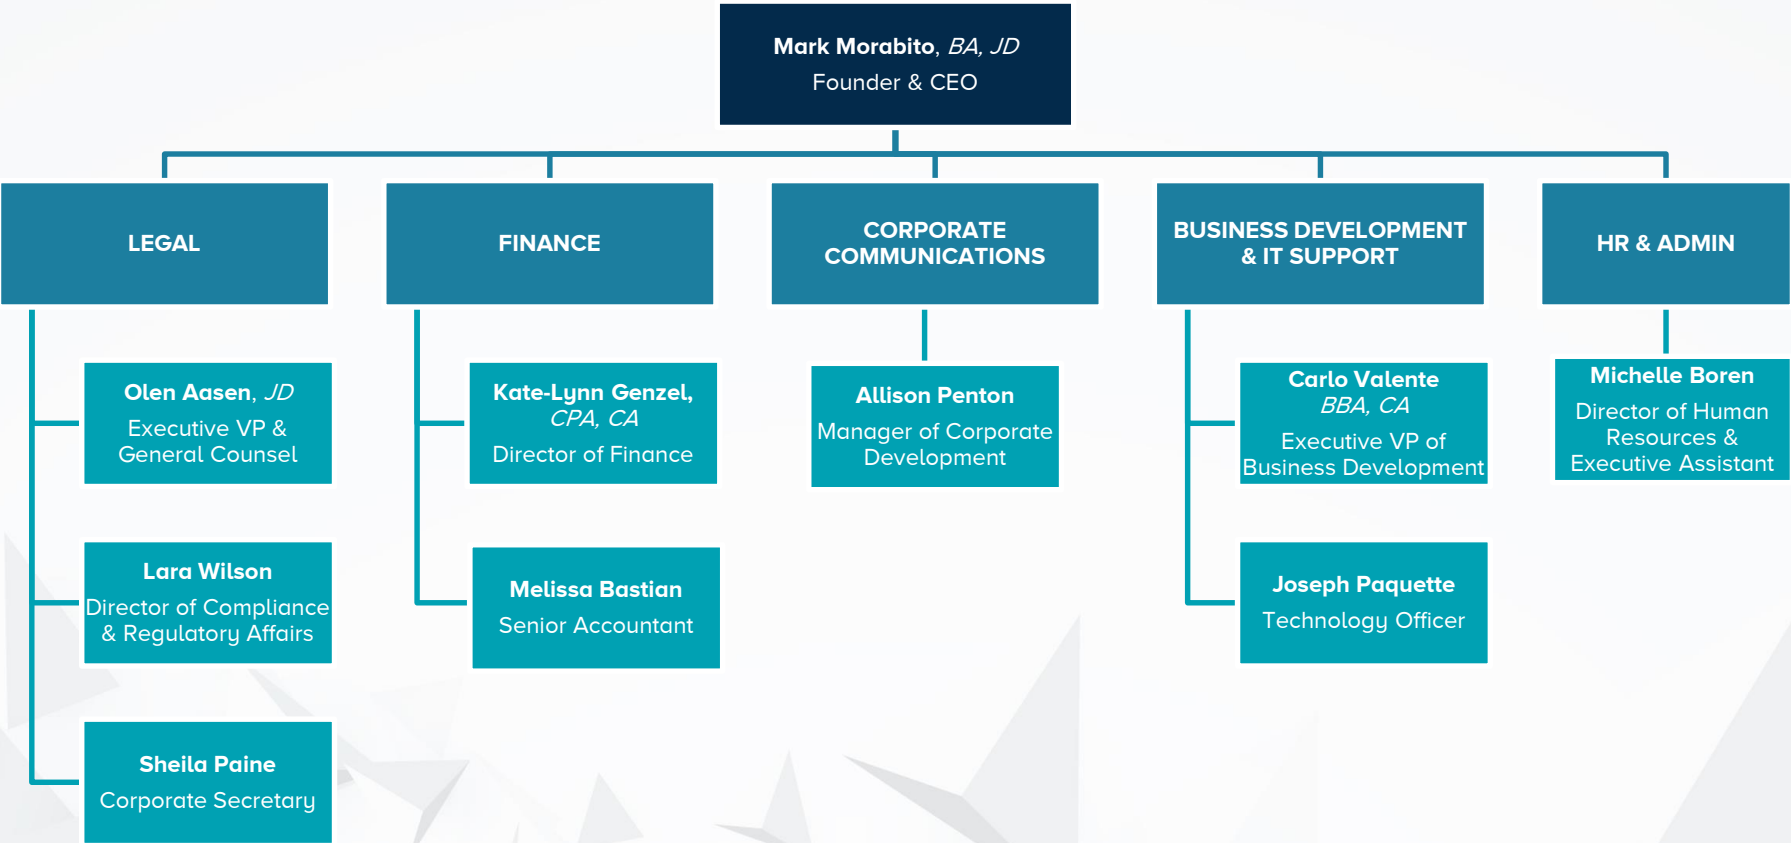 Mark Morabito, BA, JD
Founder & CEO
LEGAL
FINANCE
CORPORATE
COMMUNICATIONS
BUSINESS DEVELOPMENT
& IT SUPPORT
HR & ADMIN
Olen Aasen, JD
Executive VP &
General Counsel
Lara Wilson
Director of Compliance
& Regulatory Affairs
Sheila Paine
Corporate Secretary
Kate-Lynn Genzel,
CPA, CA
Director of Finance
Melissa Bastian
Senior Accountant
Allison Penton
Manager of Corporate
Development
Carlo Valente
BBA, CA
Executive VP of
Business Development
Joseph Paquette
Technology Officer
Michelle Boren
Director of Human
Resources &
Executive Assistant